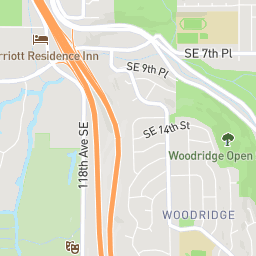 SE 7th Pl
rriott Residence Inn
SE 9th Pl
SE 14th St
Woodridge Open
118th Ave SE
WOODRIDGE